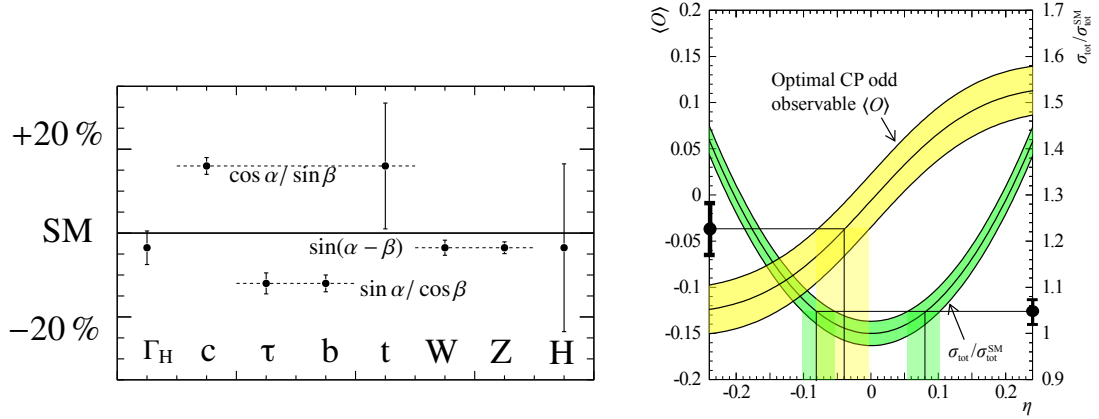 +20 %
SM
−20 %
cos α/ sin β
sin(α − β)
sin α/ cos β
Γ_H c τ b t W Z H
⟨O⟩
0.2
0.15
0.1
0.05
0
-0.05
-0.1
-0.15
-0.2
Optimal CP odd
observable ⟨O⟩
σ_tot/σ_tot^SM
-0.2 -0.1 0 0.1 η
σ_tot/σ_tot^SM
1.7
1.6
1.5
1.4
1.3
1.2
1.1
1
0.9